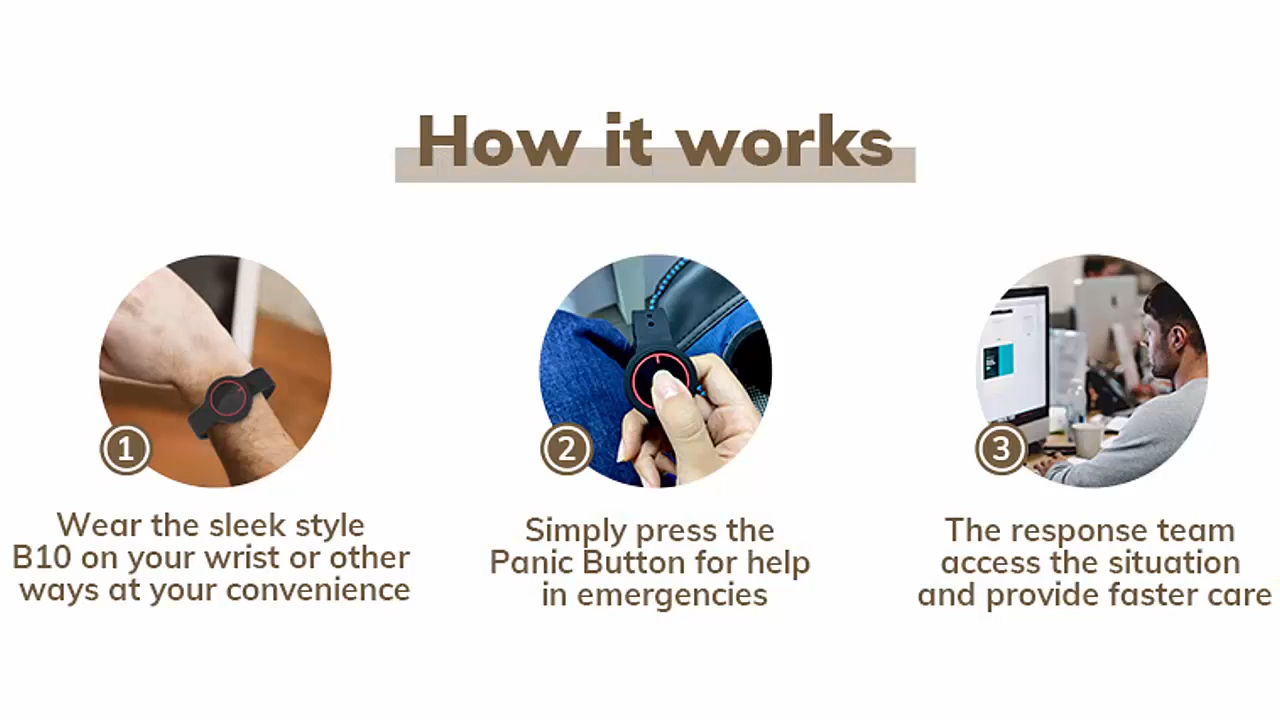 How it works
1
Wear the sleek style
B10 on your wrist or other
ways at your convenience
2
Simply press the
Panic Button for help
in emergencies
3
The response team
access the situation
and provide faster care